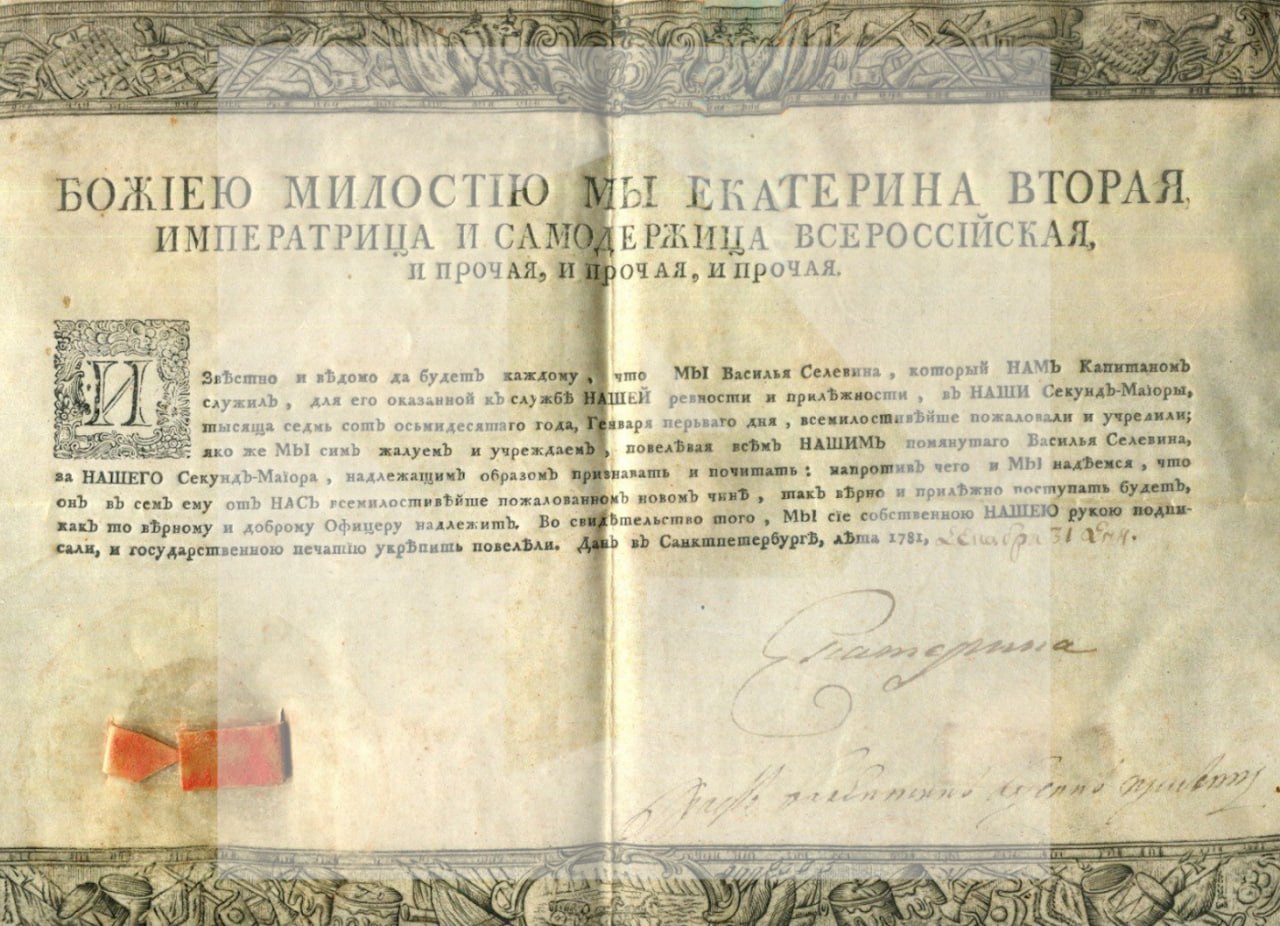 БОЖІЕЮ МИЛОСТІЮ МЫ ЕКАТЕРИНА ВТОРАЯ,
ИМПЕРАТРИЦА И САМОДЕРЖИЦА ВСЕРОССІЙСКАЯ,
И ПРОЧАЯ, И ПРОЧАЯ, И ПРОЧАЯ.
ИЗвѣстно и вѣдомо да будетъ каждому, что МЫ Василья Селевина, который НАМЪ Капитаномъ
служилъ, для его оказанной къ службѣ НАШЕЙ ревности и прилѣжности, въ НАШИ Секундъ-Маіоры,
тысяща седмь сотъ осьмидесятаго года, Генваря перьваго дня, всемилостивѣйше пожаловали и учредили;
яко же МЫ симъ жалуемъ и учреждаемъ, повелѣвая всѣмъ НАШИМЪ помянутаго Василья Селевина,
за НАШЕГО Секундъ-Маіора, надлежащимъ образомъ признавать и почитать: напротивъ чего и МЫ надѣемся, что
онъ въ семъ ему отъ НАСЪ всемилостивѣйше пожалованномъ новомъ чинѣ, такъ вѣрно и прилѣжно поступать будетъ,
какъ то вѣрному и доброму Офицеру надлежитъ. Во свидѣтельство того, МЫ сіе собственною НАШЕЮ рукою подпи-
сали, и государственною печатію укрѣпить повелѣли. Данъ въ Санктпетербургѣ, лѣта 1781, декабря 31 дня.
Екатерина